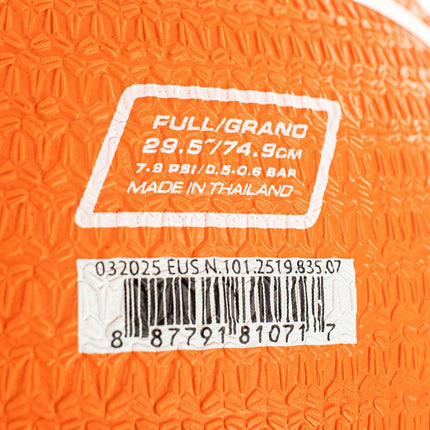 FULL/GRAND
29.5"/74.9CM
7-9 PSI/0.5-0.6 BAR
MADE IN THAILAND
032025 EUS N.101.2519.835.07
8 87791 81071 7